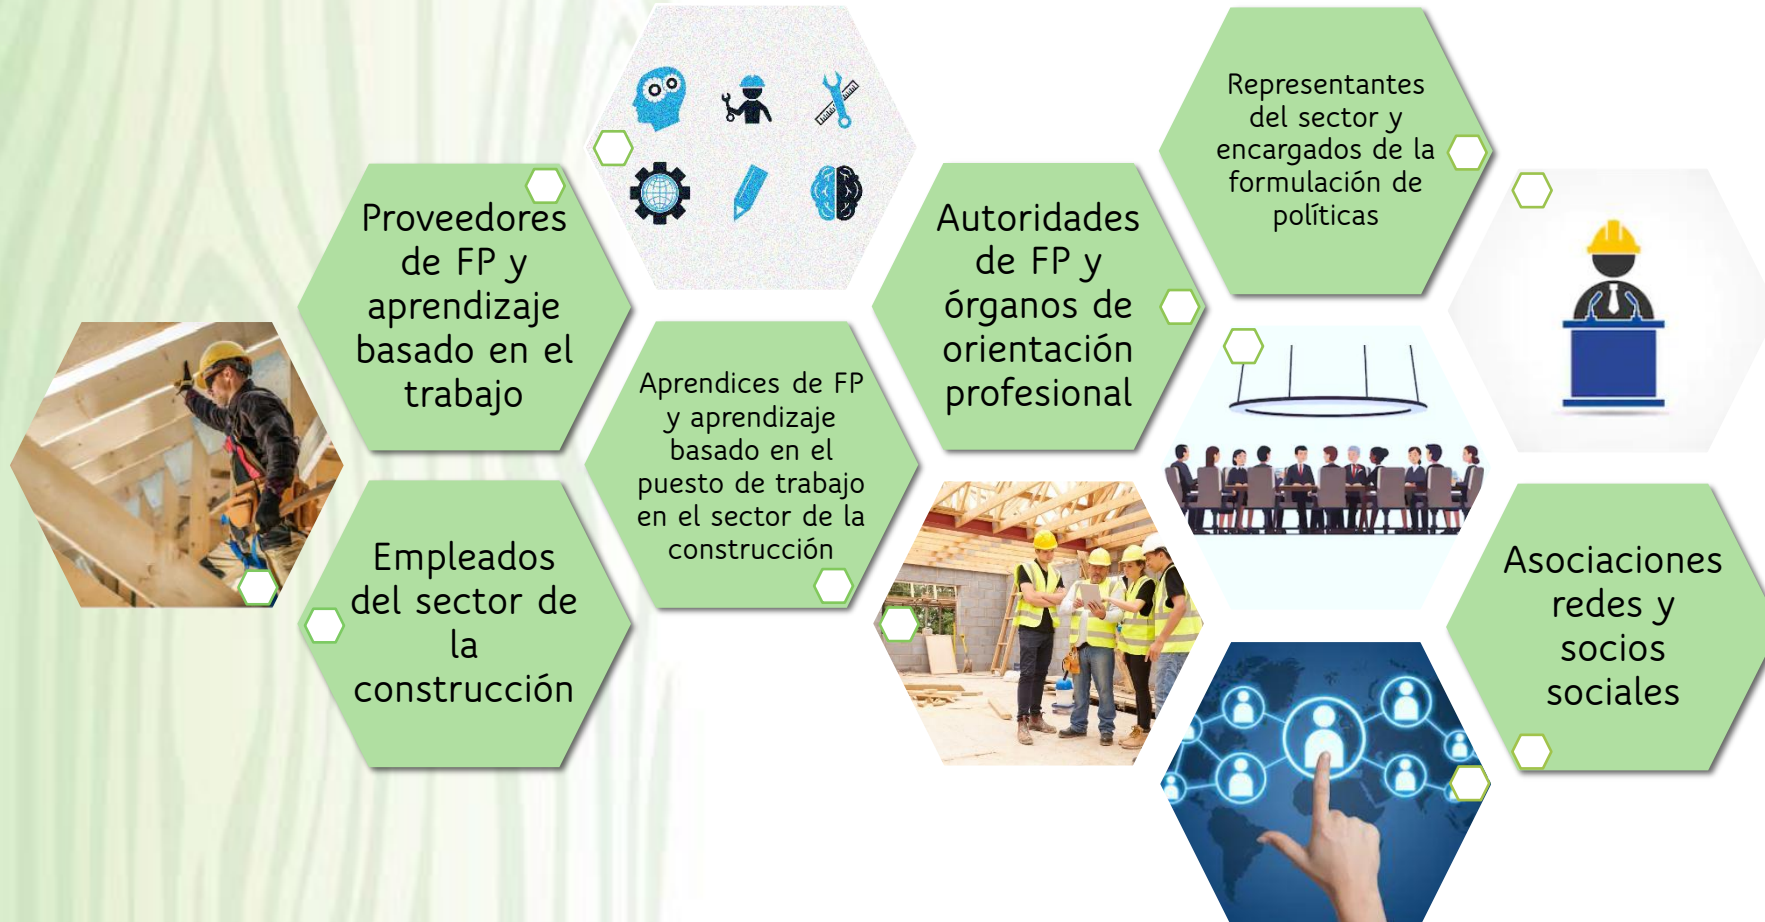 Proveedores
de FP y
aprendizaje
basado en el
trabajo
Empleados
del sector de
la
construcción
Aprendices de FP
y aprendizaje
basado en el
puesto de trabajo
en el sector de la
construcción
Autoridades
de FP y
órganos de
orientación
profesional
Representantes
del sector y
encargados de la
formulación de
políticas
Asociaciones
redes y
socios
sociales